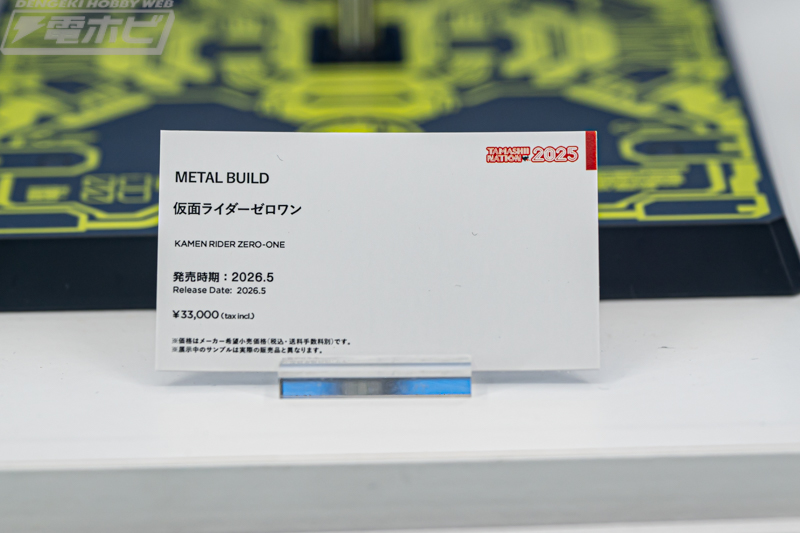 DENGEKI HOBBY WEB
電ホビ
TAMASHII
NATION 2025
METAL BUILD
仮面ライダーゼロワン
KAMEN RIDER ZERO-ONE
発売時期：2026.5
Release Date: 2026.5
¥33,000 (tax incl.)
※価格はメーカー希望小売価格(税込・送料手数料別)です。
※展示中のサンプルは実際の販売品と異なります。